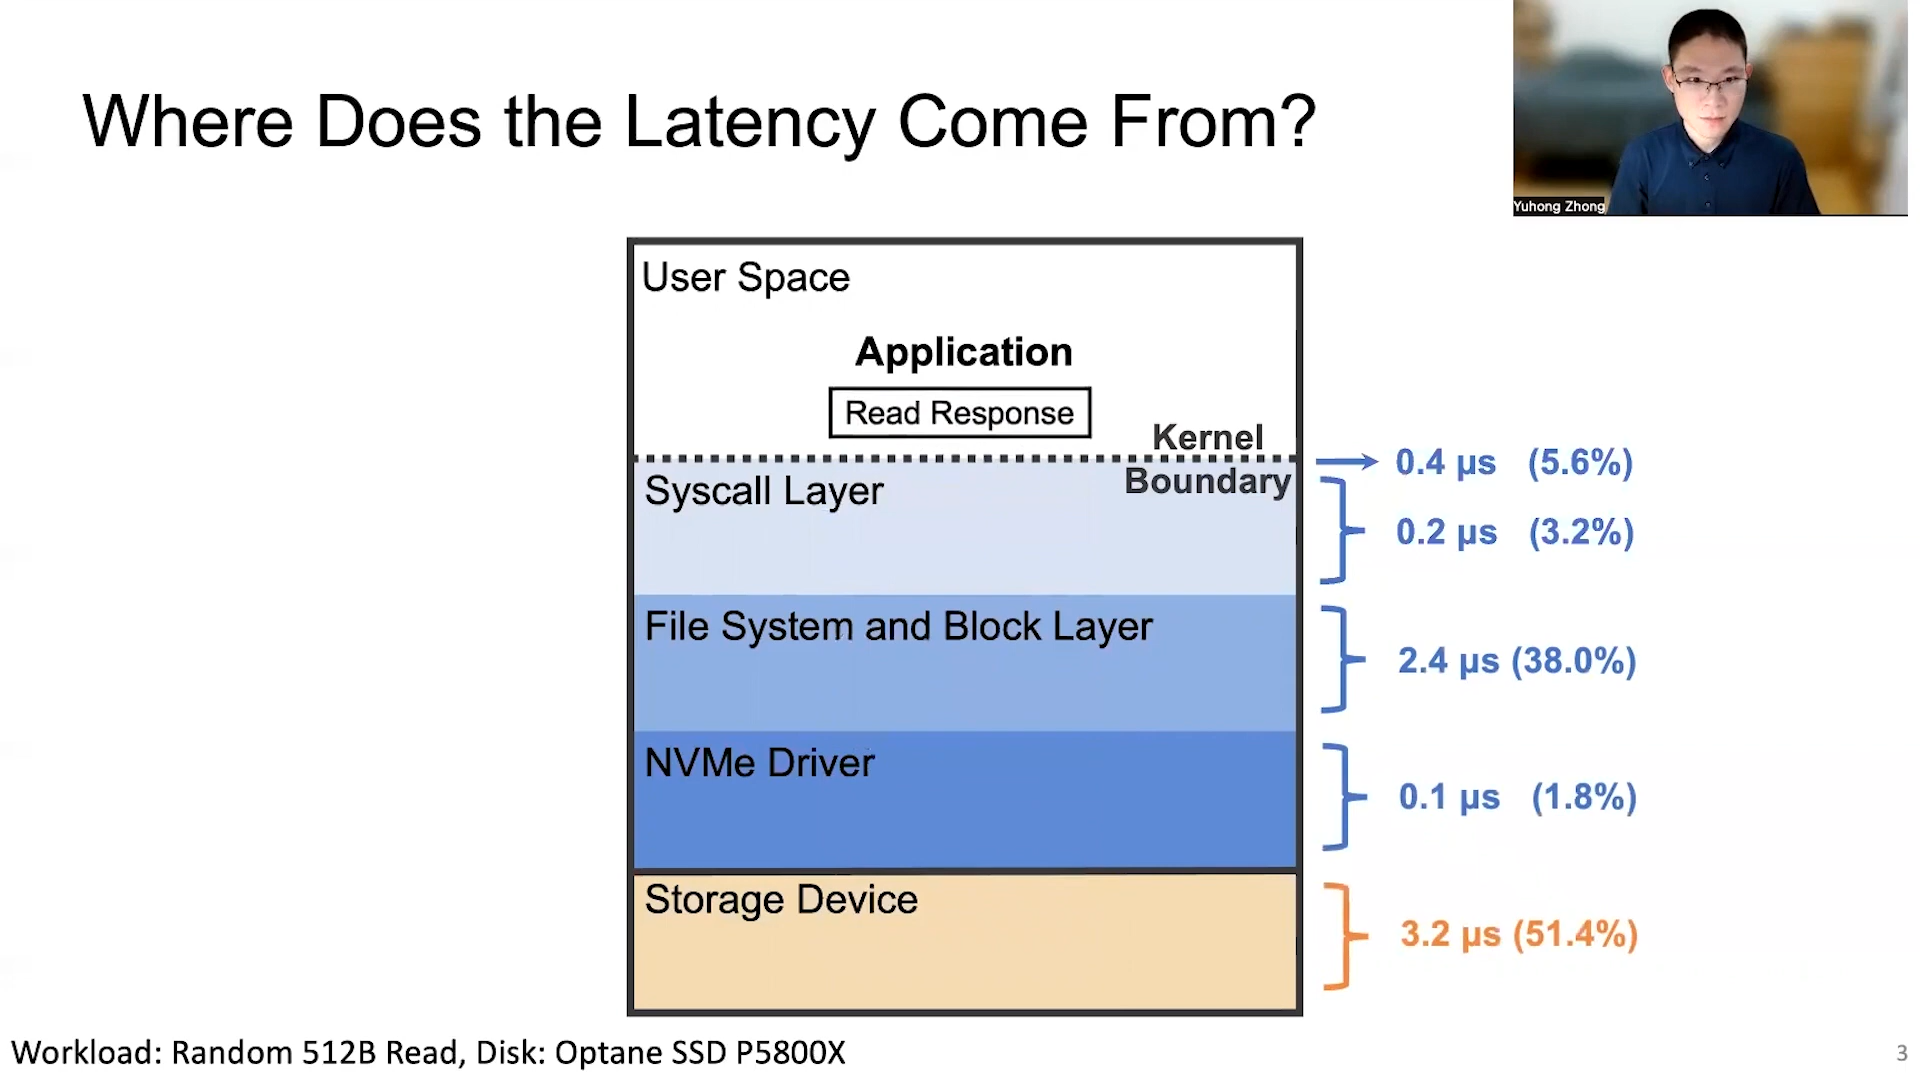 Where Does the Latency Come From?
Yuhong Zhong
User Space
Application
Read Response
Kernel
Boundary
0.4 µs (5.6%)
Syscall Layer
0.2 µs (3.2%)
File System and Block Layer
2.4 µs (38.0%)
NVMe Driver
0.1 µs (1.8%)
Storage Device
3.2 µs (51.4%)
Workload: Random 512B Read, Disk: Optane SSD P5800X
3